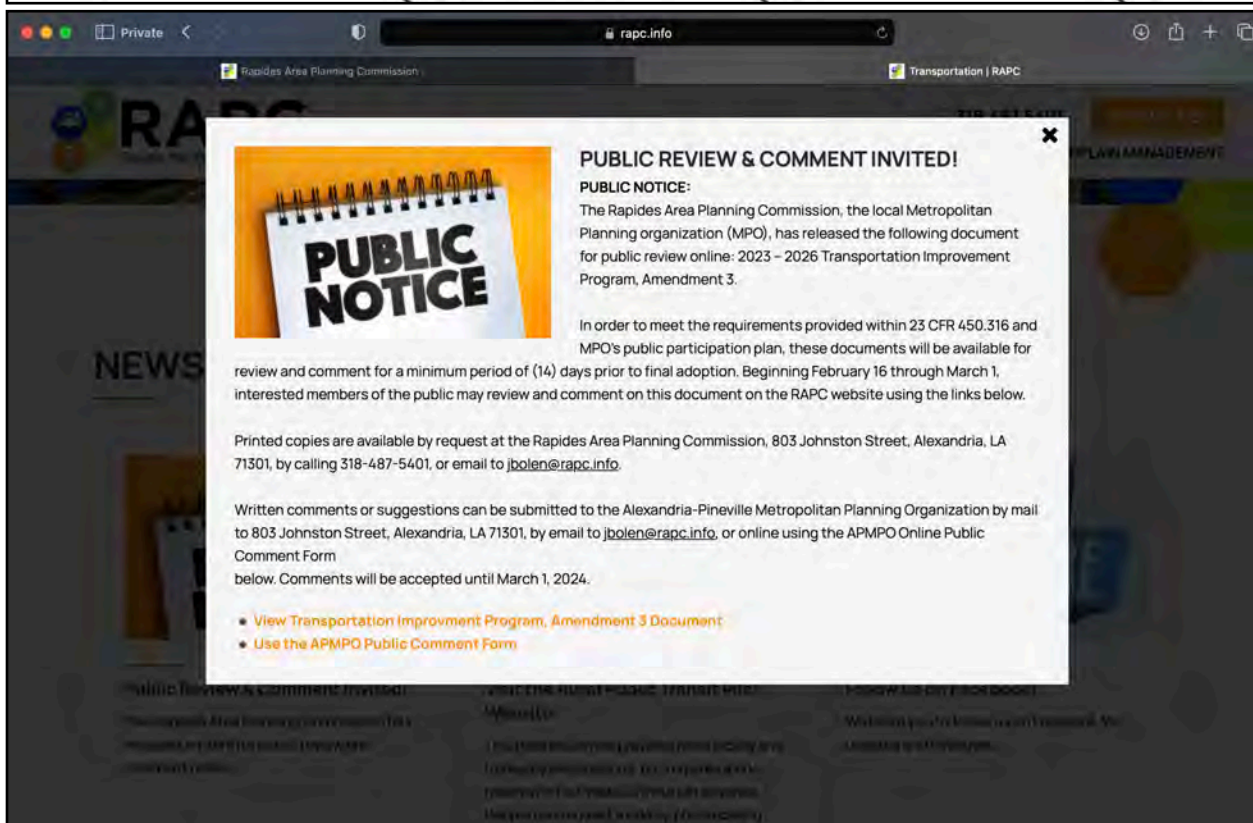 Private
rapc.info
Rapides Area Planning Commission
Transportation | RAPC
RA
PLAIN MANAGEMENT
NEWS
PUBLIC
NOTICE
PUBLIC REVIEW & COMMENT INVITED!
PUBLIC NOTICE:
The Rapides Area Planning Commission, the local Metropolitan
Planning organization (MPO), has released the following document
for public review online: 2023 – 2026 Transportation Improvement
Program, Amendment 3.
In order to meet the requirements provided within 23 CFR 450.316 and
MPO's public participation plan, these documents will be available for
review and comment for a minimum period of (14) days prior to final adoption. Beginning February 16 through March 1,
interested members of the public may review and comment on this document on the RAPC website using the links below.
Printed copies are available by request at the Rapides Area Planning Commission, 803 Johnston Street, Alexandria, LA
71301, by calling 318-487-5401, or email to jbolen@rapc.info.
Written comments or suggestions can be submitted to the Alexandria-Pineville Metropolitan Planning Organization by mail
to 803 Johnston Street, Alexandria, LA 71301, by email to jbolen@rapc.info, or online using the APMPO Online Public
Comment Form
below. Comments will be accepted until March 1, 2024.
• View Transportation Improvment Program, Amendment 3 Document
• Use the APMPO Public Comment Form
Public Review & Comment Invited!
Website